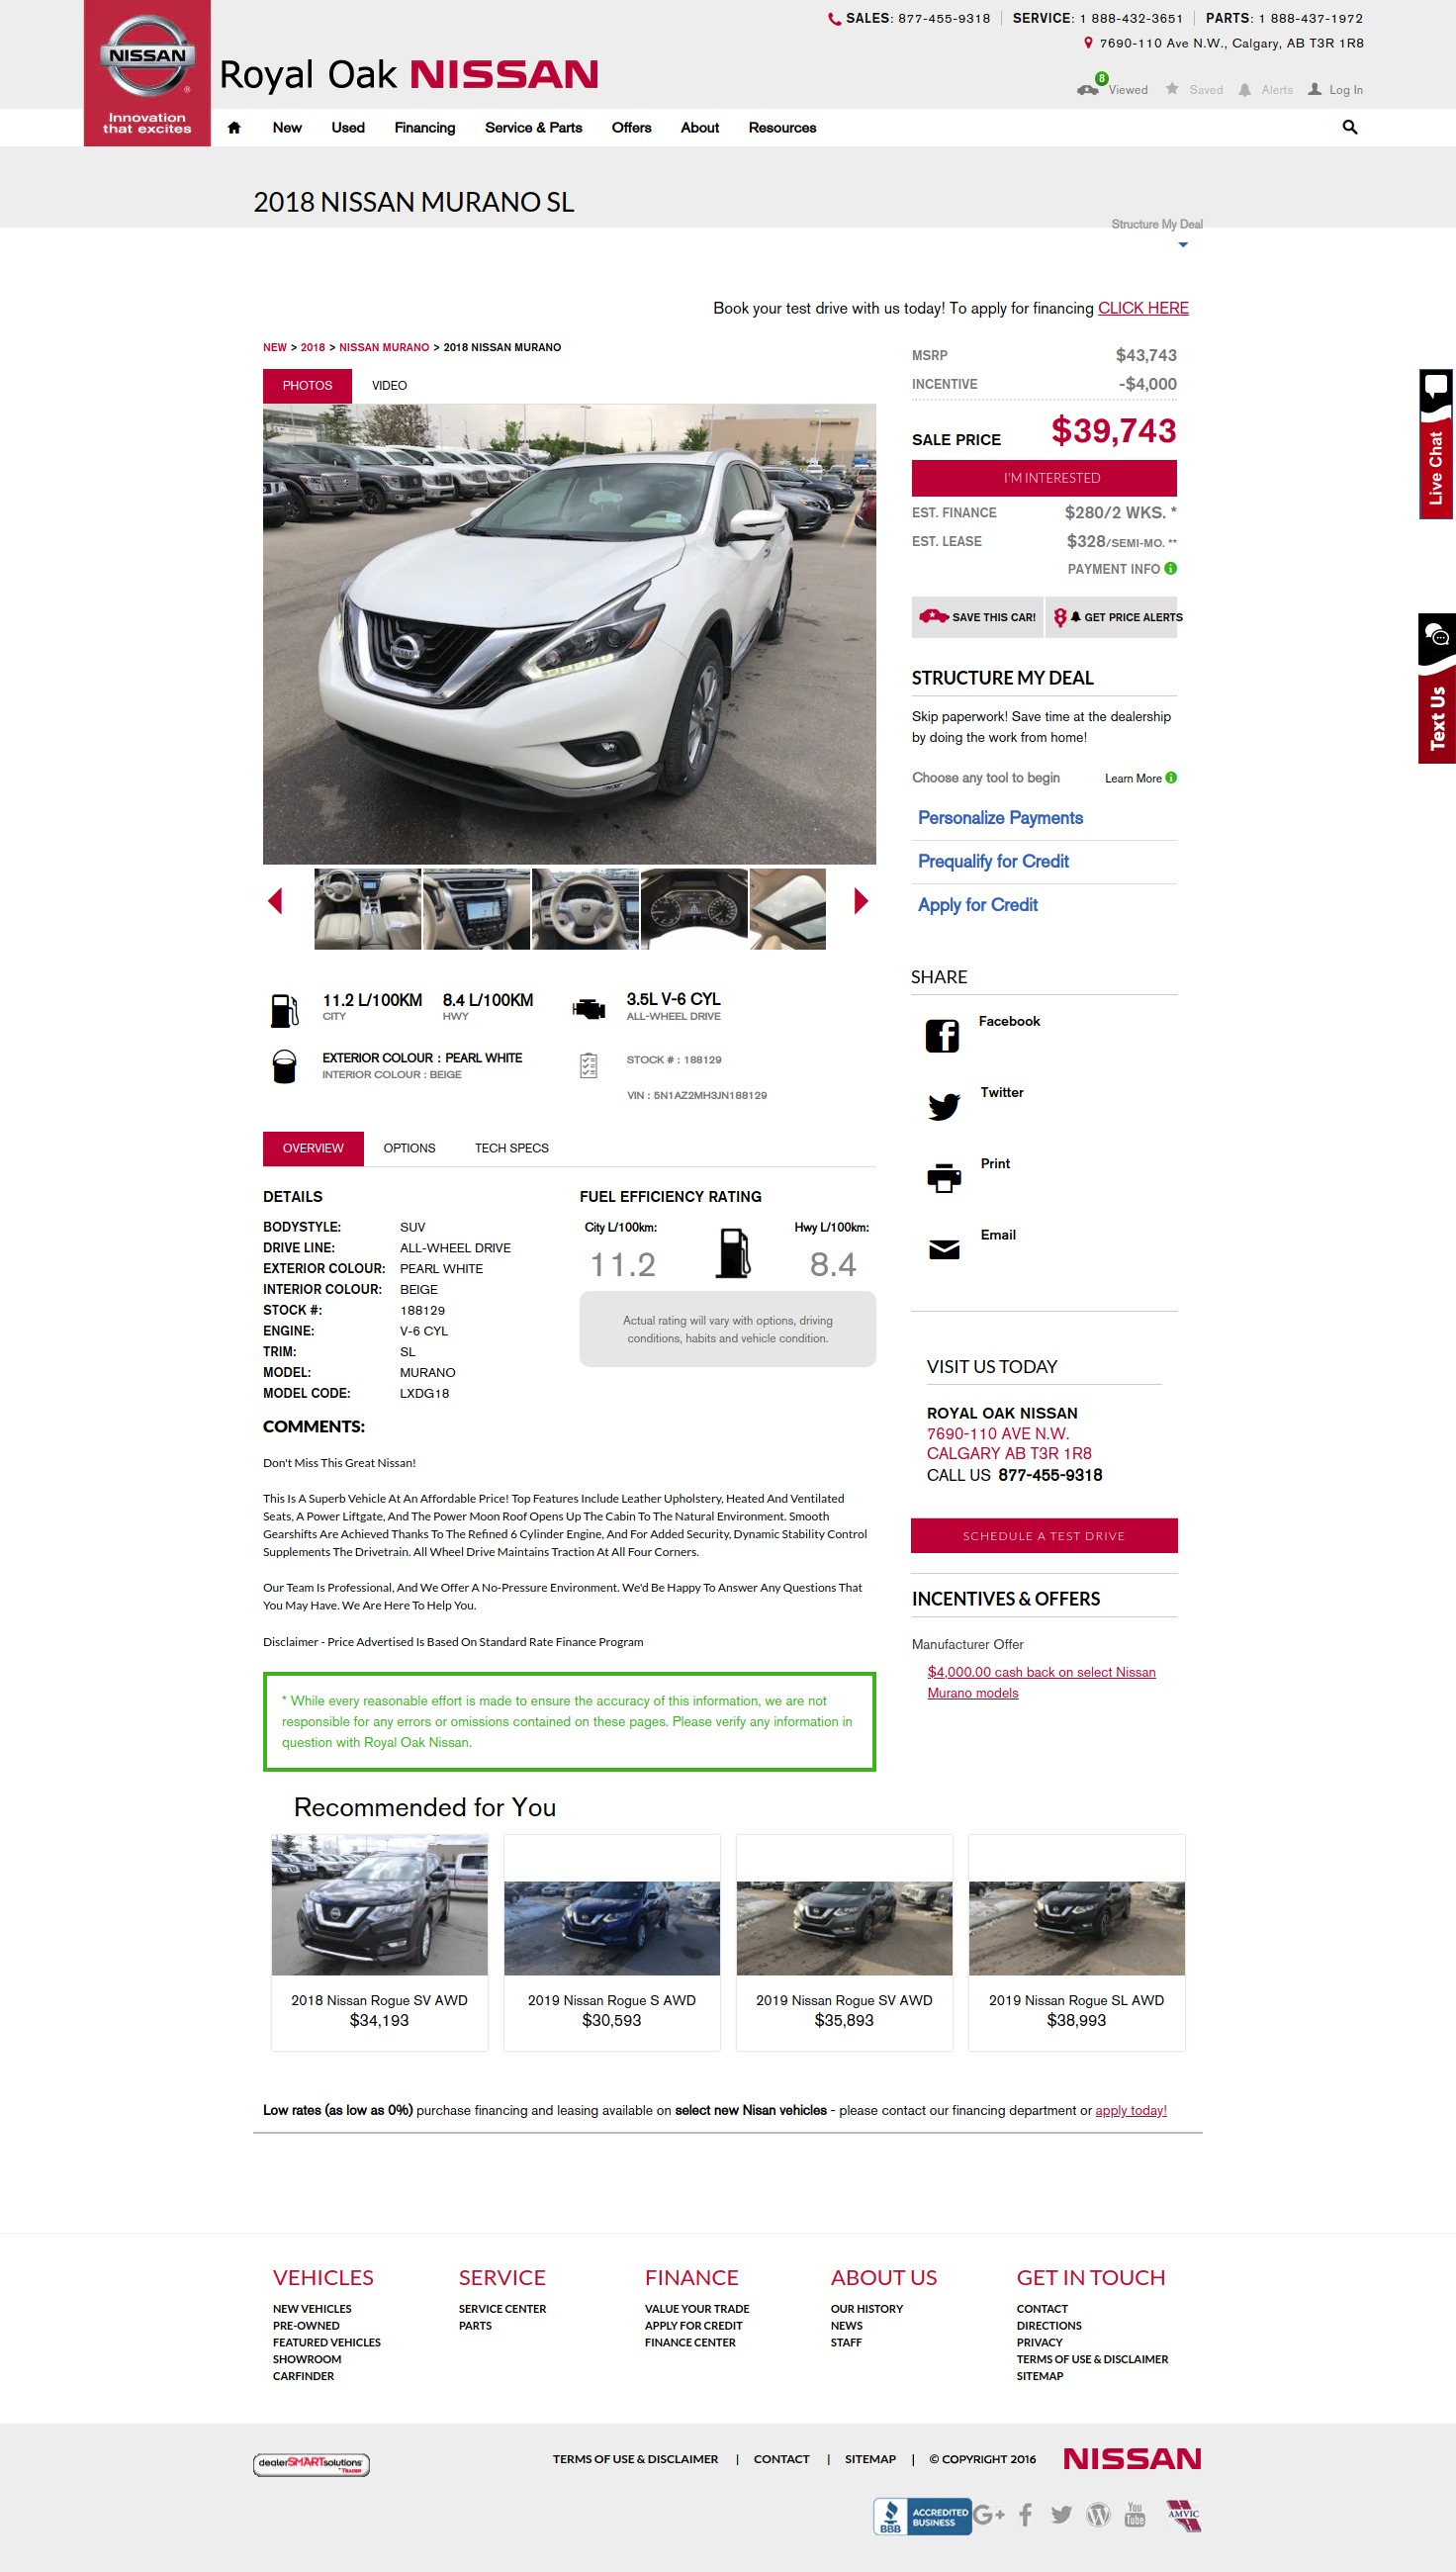 SALES: 877-455-9318 SERVICE: 1 888-432-3651 PARTS: 1 888-437-1972
7690-110 Ave N.W., Calgary, AB T3R 1R8
NISSAN
Innovation
that excites
Royal Oak NISSAN
8
Viewed Saved Alerts Log In
New Used Financing Service & Parts Offers About Resources
2018 NISSAN MURANO SL
Structure My Deal
Book your test drive with us today! To apply for financing CLICK HERE
NEW > 2018 > NISSAN MURANO > 2018 NISSAN MURANO
PHOTOS VIDEO
MSRP $43,743
INCENTIVE -$4,000
SALE PRICE $39,743
I'M INTERESTED
EST. FINANCE $280/2 WKS. *
EST. LEASE $328/SEMI-MO. **
PAYMENT INFO
SAVE THIS CAR! GET PRICE ALERTS
Live Chat
Text Us
STRUCTURE MY DEAL
Skip paperwork! Save time at the dealership
by doing the work from home!
Choose any tool to begin Learn More
Personalize Payments
Prequalify for Credit
Apply for Credit
11.2 L/100KM 8.4 L/100KM 3.5L V-6 CYL
CITY HWY ALL-WHEEL DRIVE
EXTERIOR COLOUR : PEARL WHITE
INTERIOR COLOUR : BEIGE
STOCK # : 188129
VIN : 5N1AZ2MH3JN188129
SHARE
Facebook
Twitter
Print
Email
OVERVIEW OPTIONS TECH SPECS
DETAILS
BODYSTYLE: SUV
DRIVE LINE: ALL-WHEEL DRIVE
EXTERIOR COLOUR: PEARL WHITE
INTERIOR COLOUR: BEIGE
STOCK #: 188129
ENGINE: V-6 CYL
TRIM: SL
MODEL: MURANO
MODEL CODE: LXDG18
FUEL EFFICIENCY RATING
City L/100km: Hwy L/100km:
11.2 8.4
Actual rating will vary with options, driving
conditions, habits and vehicle condition.
COMMENTS:
Don't Miss This Great Nissan!
This Is A Superb Vehicle At An Affordable Price! Top Features Include Leather Upholstery, Heated And Ventilated
Seats, A Power Liftgate, And The Power Moon Roof Opens Up The Cabin To The Natural Environment. Smooth
Gearshifts Are Achieved Thanks To The Refined 6 Cylinder Engine, And For Added Security, Dynamic Stability Control
Supplements The Drivetrain. All Wheel Drive Maintains Traction At All Four Corners.
Our Team Is Professional, And We Offer A No-Pressure Environment. We'd Be Happy To Answer Any Questions That
You May Have. We Are Here To Help You.
Disclaimer - Price Advertised Is Based On Standard Rate Finance Program
* While every reasonable effort is made to ensure the accuracy of this information, we are not
responsible for any errors or omissions contained on these pages. Please verify any information in
question with Royal Oak Nissan.
VISIT US TODAY
ROYAL OAK NISSAN
7690-110 AVE N.W.
CALGARY AB T3R 1R8
CALL US 877-455-9318
SCHEDULE A TEST DRIVE
INCENTIVES & OFFERS
Manufacturer Offer
$4,000.00 cash back on select Nissan
Murano models
Recommended for You
2018 Nissan Rogue SV AWD
$34,193
2019 Nissan Rogue S AWD
$30,593
2019 Nissan Rogue SV AWD
$35,893
2019 Nissan Rogue SL AWD
$38,993
Low rates (as low as 0%) purchase financing and leasing available on select new Nisan vehicles - please contact our financing department or apply today!
VEHICLES
NEW VEHICLES
PRE-OWNED
FEATURED VEHICLES
SHOWROOM
CARFINDER
SERVICE
SERVICE CENTER
PARTS
FINANCE
VALUE YOUR TRADE
APPLY FOR CREDIT
FINANCE CENTER
ABOUT US
OUR HISTORY
NEWS
STAFF
GET IN TOUCH
CONTACT
DIRECTIONS
PRIVACY
TERMS OF USE & DISCLAIMER
SITEMAP
dealerSMARTsolutions
by TRADER
TERMS OF USE & DISCLAIMER | CONTACT | SITEMAP | © COPYRIGHT 2016 NISSAN
BBB ACCREDITED
BUSINESS
G+
You
Tube
AMVIC